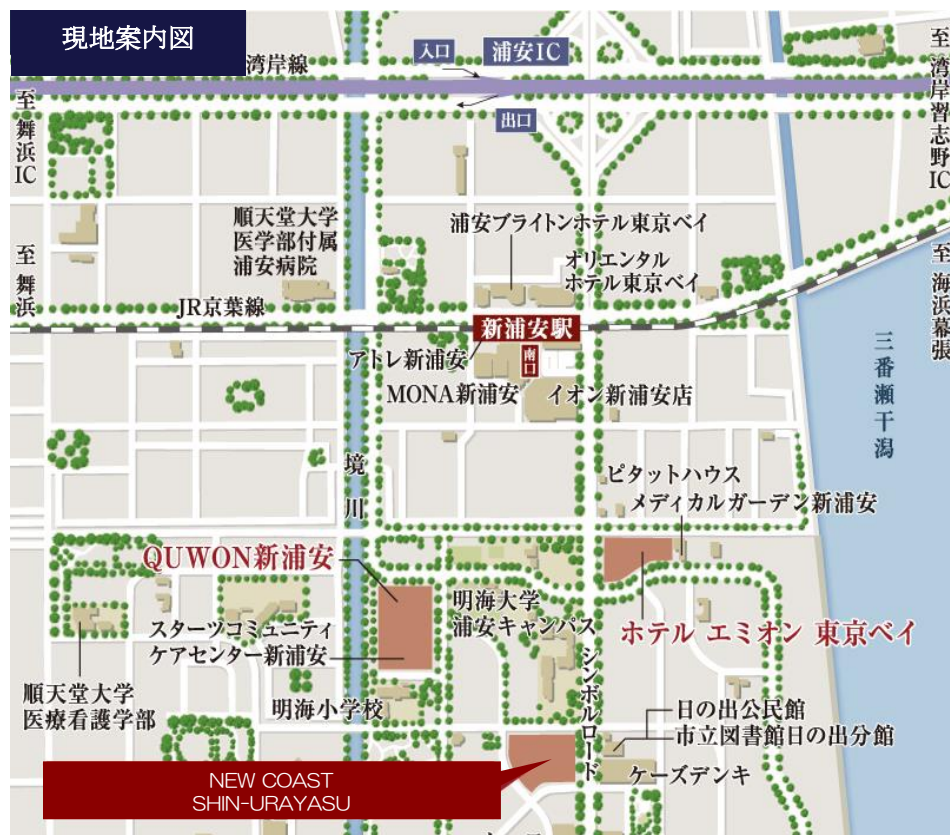 現地案内図
湾岸線
入口
浦安IC
出口
至 湾岸習志野IC
至 舞浜IC
順天堂大学
医学部付属
浦安病院
浦安ブライトンホテル東京ベイ
オリエンタル
ホテル東京ベイ
至 舞浜
至 海浜幕張
JR京葉線
新浦安駅
南口
アトレ新浦安
MONA新浦安
イオン新浦安店
三番瀬干潟
境川
ピタットハウス
メディカルガーデン新浦安
QUWON新浦安
明海大学
浦安キャンパス
スターツコミュニティ
ケアセンター新浦安
ホテル エミオン 東京ベイ
シンボルロード
順天堂大学
医療看護学部
明海小学校
日の出公民館
市立図書館日の出分館
ケーズデンキ
NEW COAST
SHIN-URAYASU